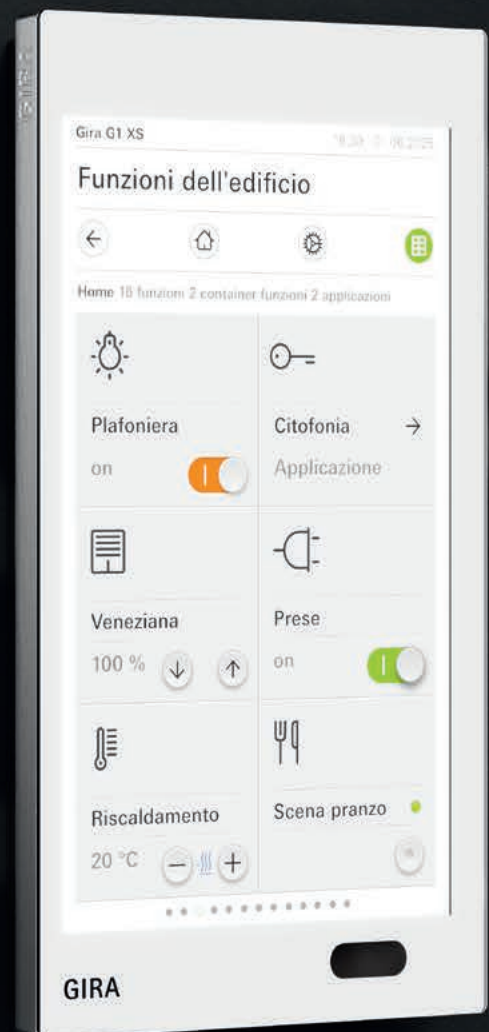 GIRA
Gira G1 XS
Funzioni dell'edificio
Home 18 funzioni 2 container funzioni 2 applicazioni
Plafoniera
on
Citofonia →
Applicazione
Veneziana
100 %
Prese
on
Riscaldamento
20 °C
Scena pranzo
GIRA